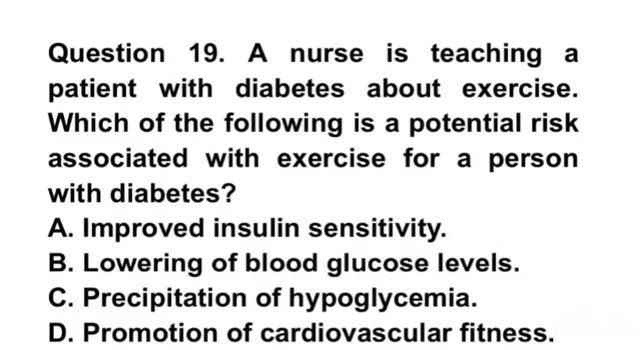 Question 19. A nurse is teaching a
patient with diabetes about exercise.
Which of the following is a potential risk
associated with exercise for a person
with diabetes?
A. Improved insulin sensitivity.
B. Lowering of blood glucose levels.
C. Precipitation of hypoglycemia.
D. Promotion of cardiovascular fitness.